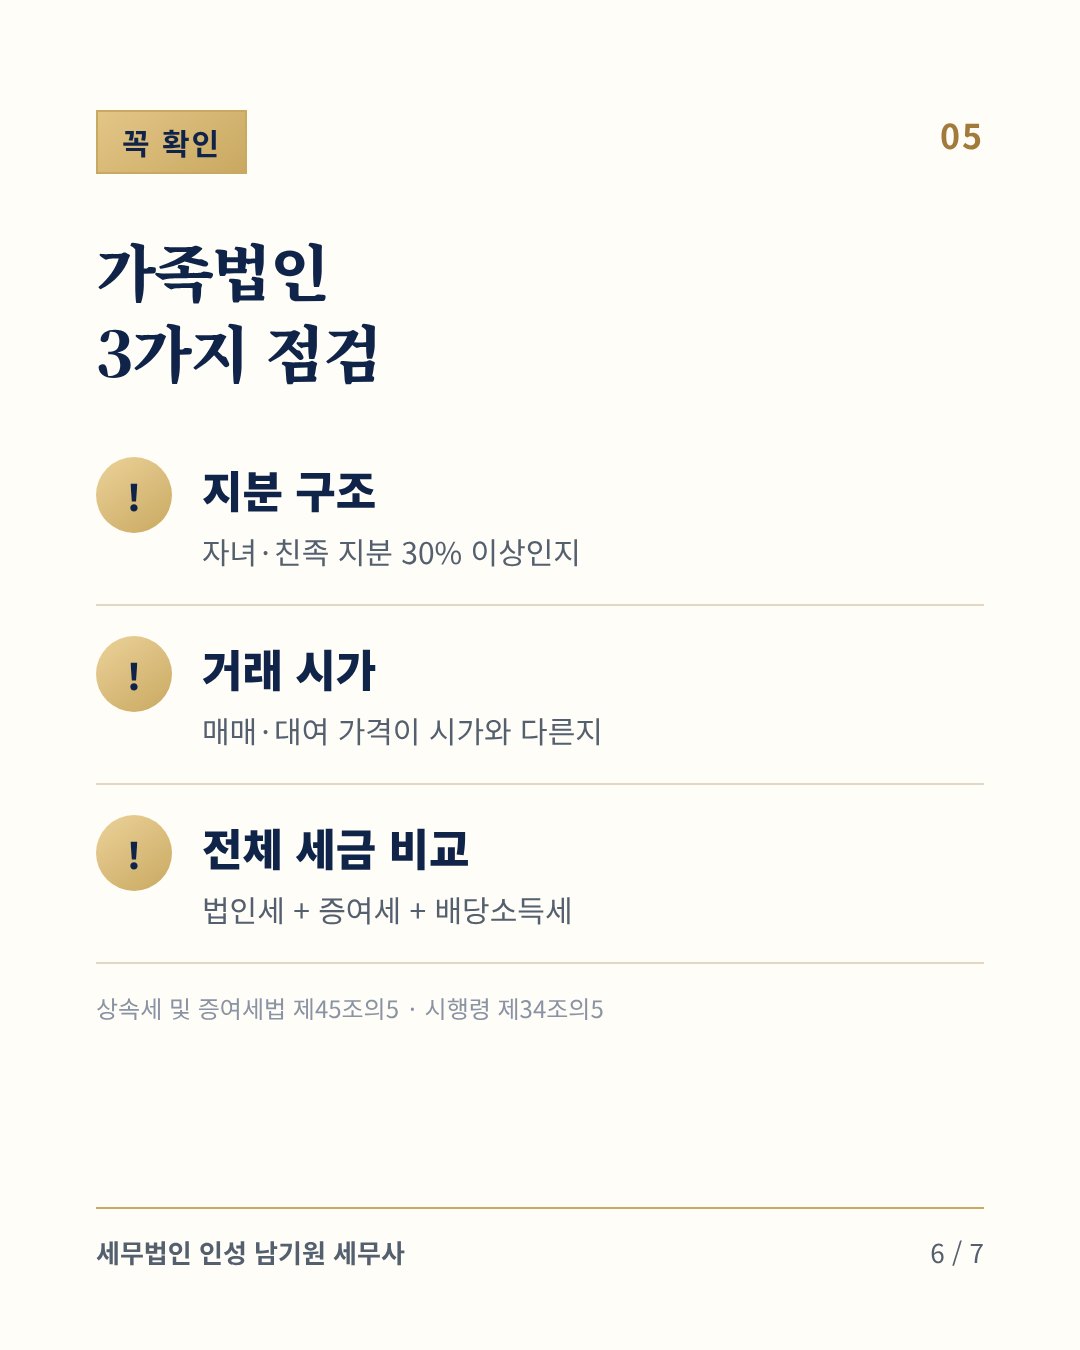 꼭 확인
05
가족법인
3가지 점검
!
지분 구조
자녀·친족 지분 30% 이상인지
!
거래 시가
매매·대여 가격이 시가와 다른지
!
전체 세금 비교
법인세 + 증여세 + 배당소득세
상속세 및 증여세법 제45조의5 · 시행령 제34조의5
세무법인 인성 남기원 세무사
6 / 7